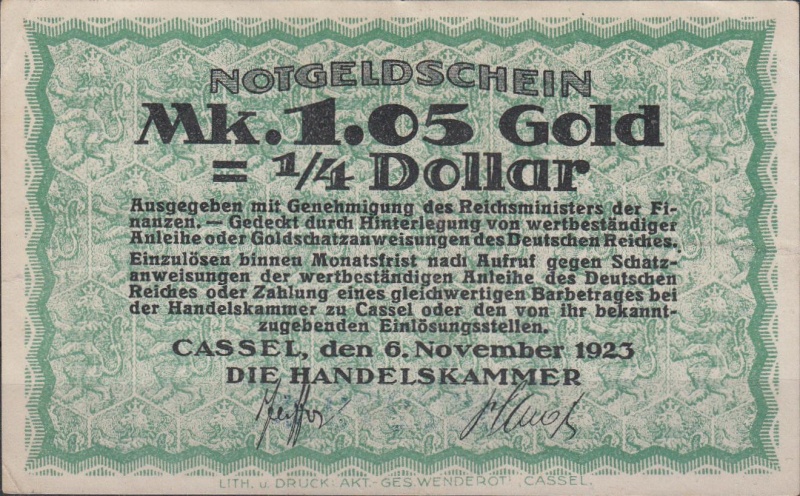 NOTGELDSCHEIN
Mk. 1.05 Gold
= 1/4 Dollar
Ausgegeben mit Genehmigung des Reichsministers der Fi-
nanzen. — Gedeckt durch Hinterlegung von wertbeständiger
Anleihe oder Goldschatzanweisungen des Deutschen Reiches.
Einzulösen binnen Monatsfrist nach Aufruf gegen Schatz-
anweisungen der wertbeständigen Anleihe des Deutschen
Reiches oder Zahlung eines gleichwertigen Barbetrages bei
der Handelskammer zu Cassel oder den von ihr bekannt-
zugebenden Einlösungsstellen.
CASSEL, den 6. November 1923
DIE HANDELSKAMMER
LITH. u. DRUCK: AKT.-GES. WENDEROTH, CASSEL.